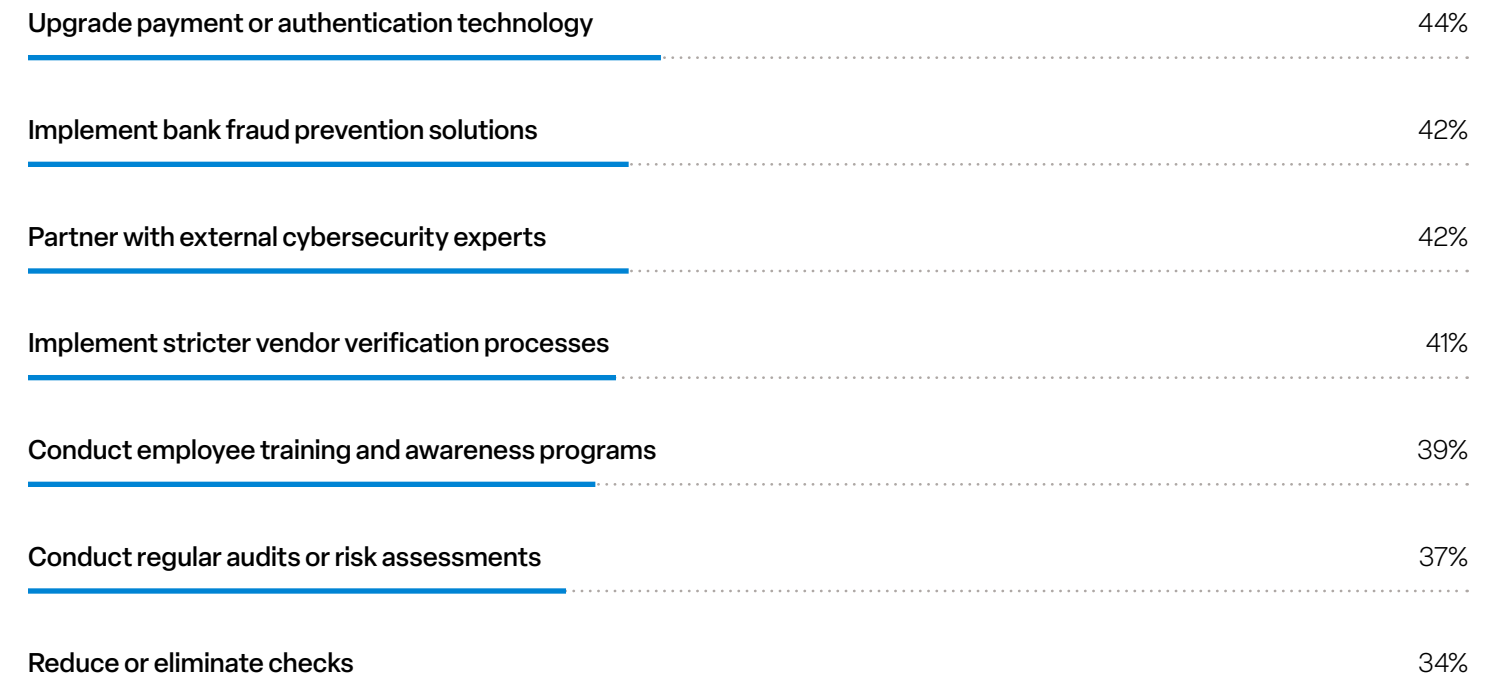 Upgrade payment or authentication technology 44%
Implement bank fraud prevention solutions 42%
Partner with external cybersecurity experts 42%
Implement stricter vendor verification processes 41%
Conduct employee training and awareness programs 39%
Conduct regular audits or risk assessments 37%
Reduce or eliminate checks 34%